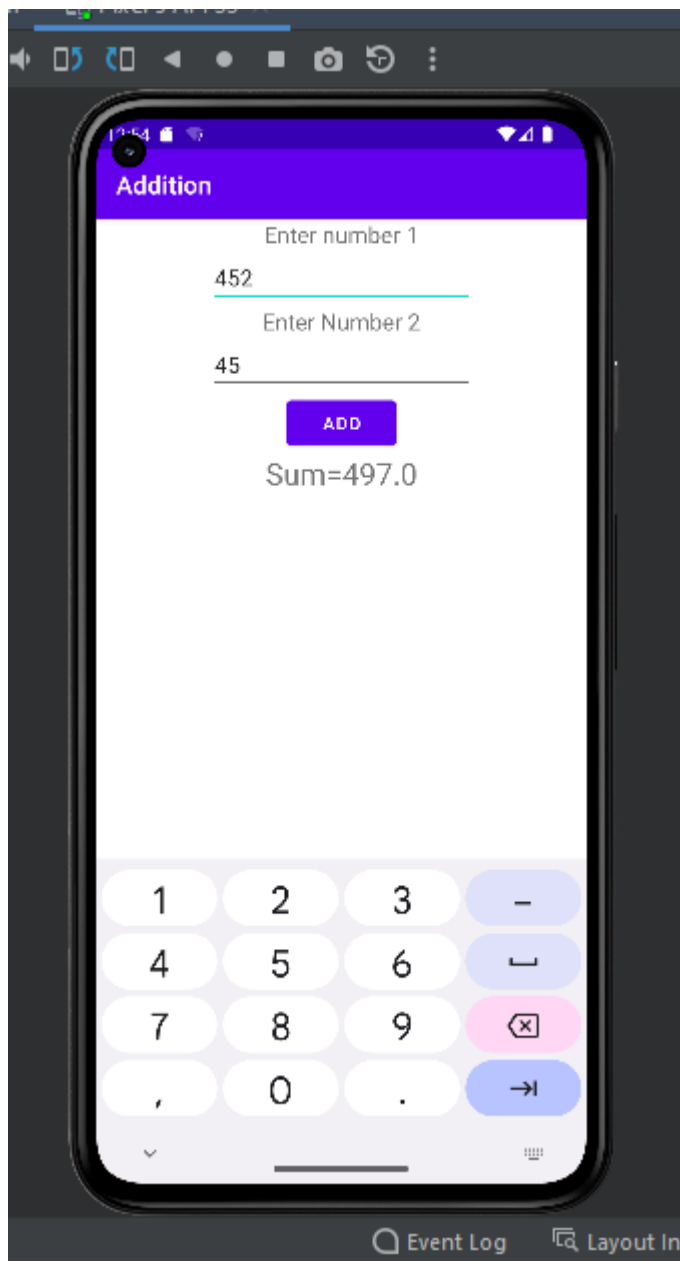 Addition
Enter number 1
452
Enter Number 2
45
ADD
Sum=497.0
1 2 3 –
4 5 6
7 8 9
, 0 .
Event Log Layout In